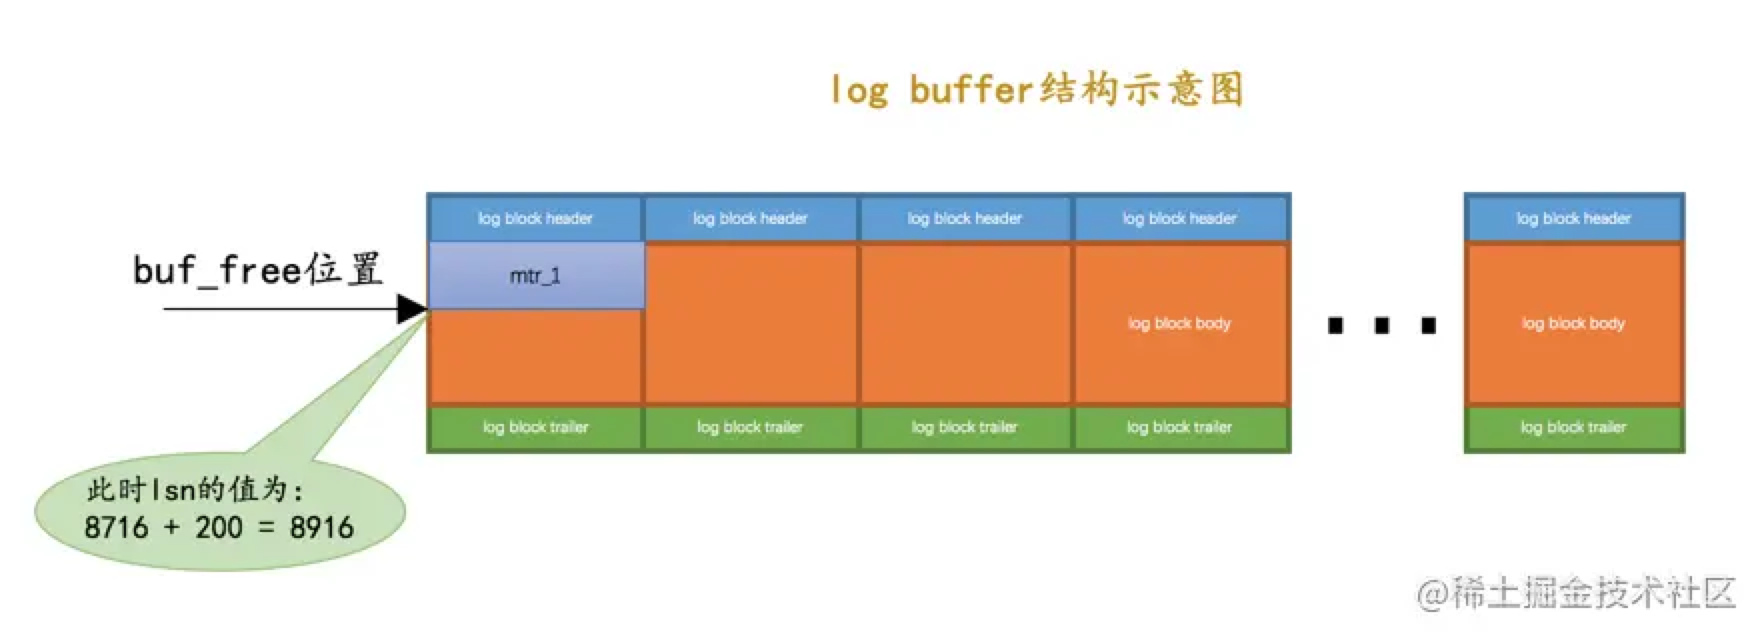 log buffer结构示意图
log block header
log block header
log block header
log block header
log block header
buf_free位置
mtr_1
log block body
log block body
log block trailer
log block trailer
log block trailer
log block trailer
log block trailer
此时lsn的值为：
8716 + 200 = 8916
@稀土掘金技术社区